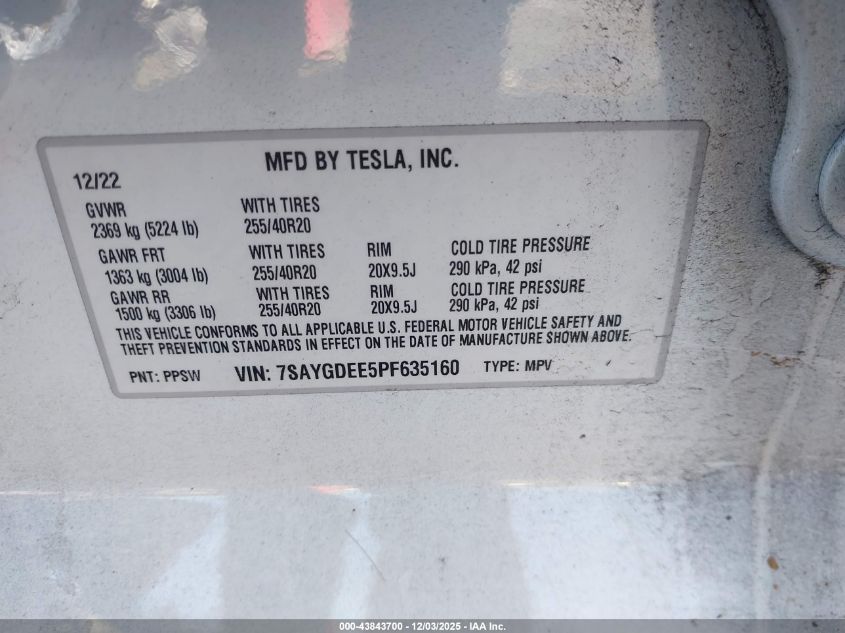 MFD BY TESLA, INC.
12/22
GVWR WITH TIRES
2369 kg (5224 lb) 255/40R20
GAWR FRT WITH TIRES RIM COLD TIRE PRESSURE
1363 kg (3004 lb) 255/40R20 20X9.5J 290 kPa, 42 psi
GAWR RR WITH TIRES RIM COLD TIRE PRESSURE
1500 kg (3306 lb) 255/40R20 20X9.5J 290 kPa, 42 psi
THIS VEHICLE CONFORMS TO ALL APPLICABLE U.S. FEDERAL MOTOR VEHICLE SAFETY AND
THEFT PREVENTION STANDARDS IN EFFECT ON THE DATE OF MANUFACTURE SHOWN ABOVE.
PNT: PPSW VIN: 7SAYGDEE5PF635160 TYPE: MPV
000-43843700 - 12/03/2025 - IAA Inc.